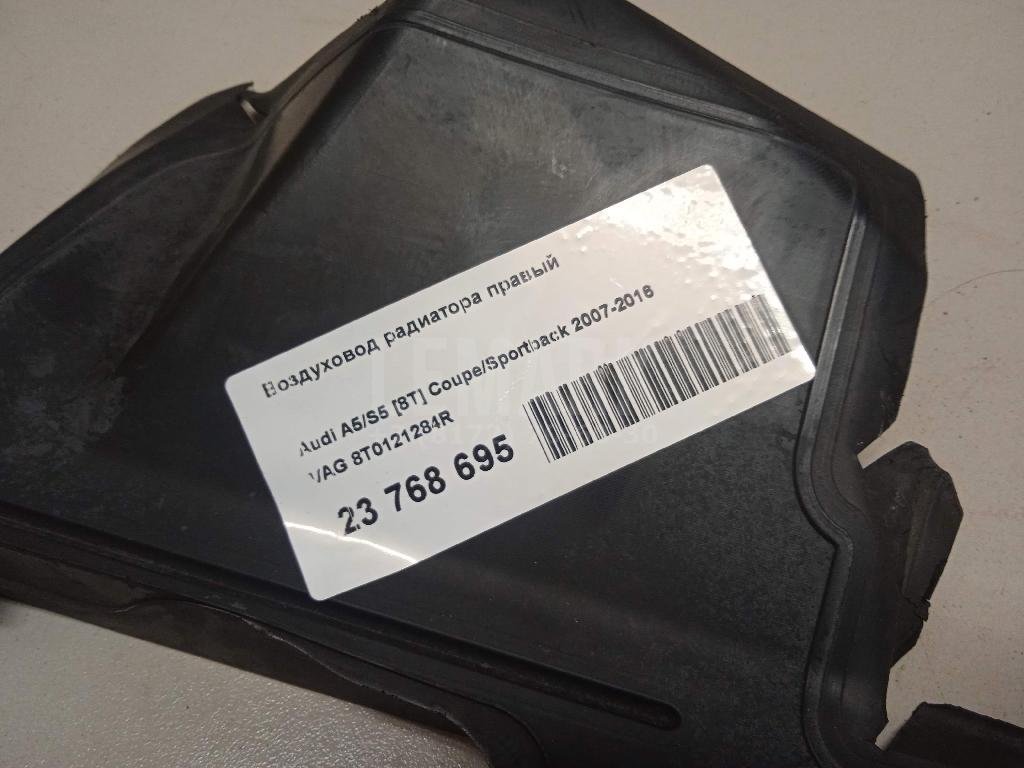 Воздуховод радиатора правый
Audi A5/S5 [8T] Coupe/Sportback 2007-2016
VAG 8T0121284R
23 768 695